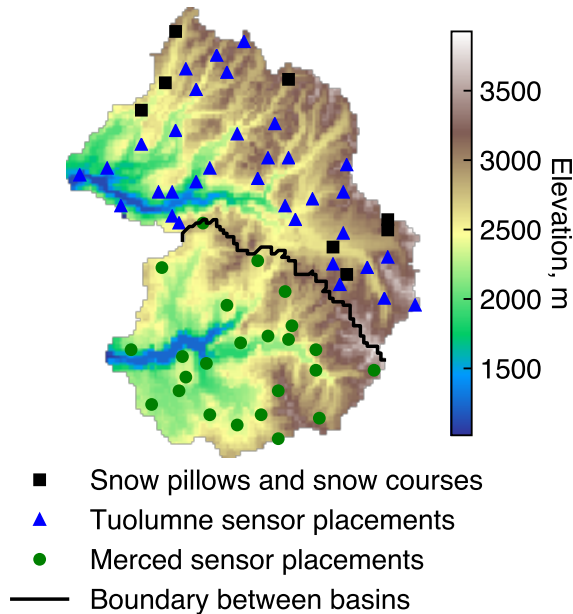 3500
3000
2500
2000
1500
Elevation, m
Snow pillows and snow courses
Tuolumne sensor placements
Merced sensor placements
Boundary between basins